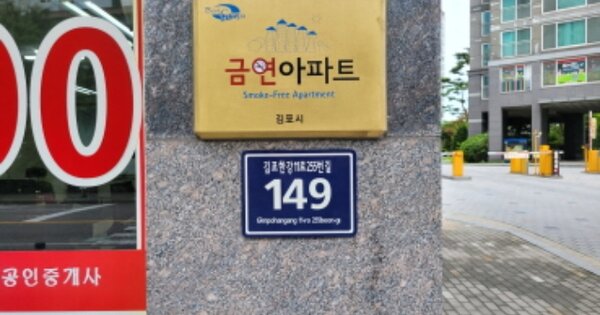 금연아파트
Smoke-Free Apartment
김포시
김포한강11로255번길
149
Gimpohangang 11-ro 255beon-gil
00
공인중개사